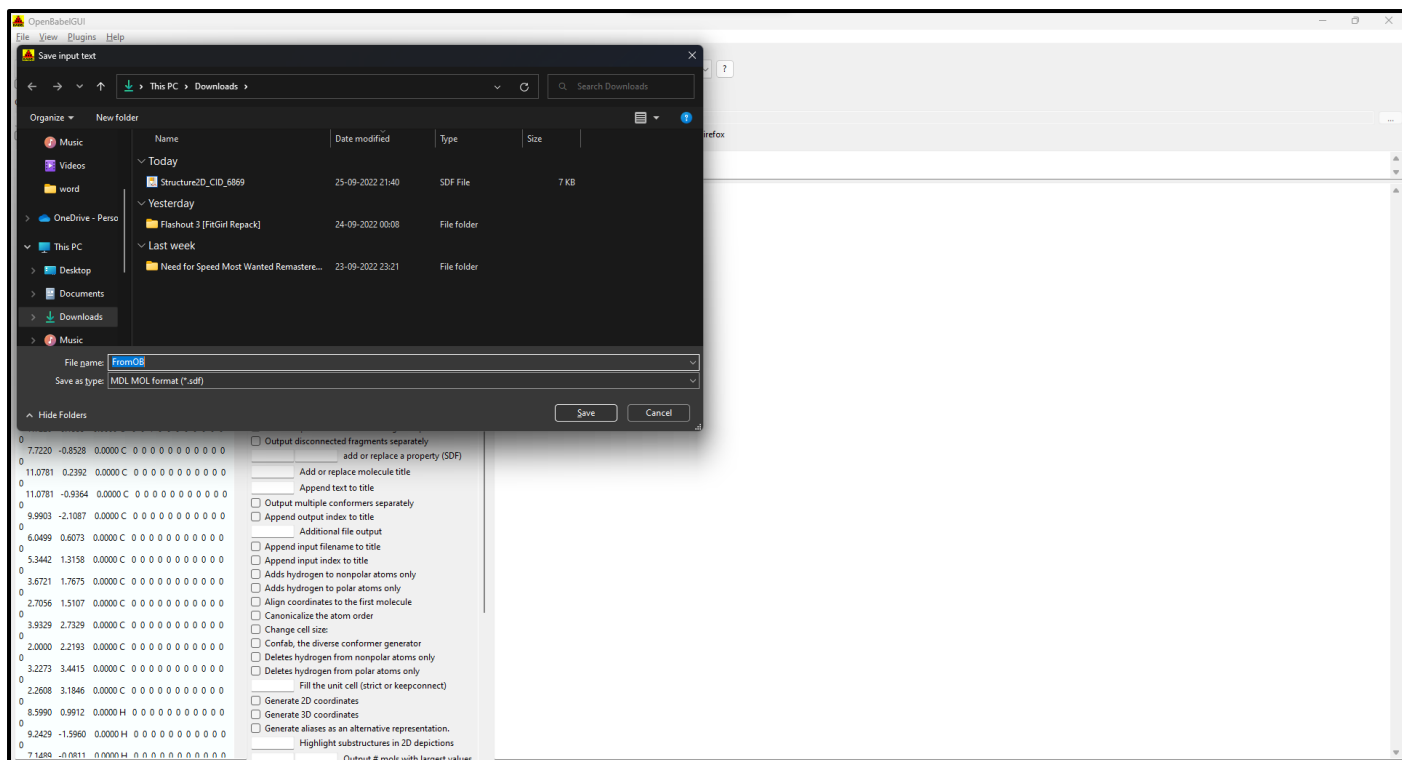 OpenBabelGUI
File View Plugins Help
Save input text
?
This PC > Downloads >
Search Downloads
Organize
New folder
irefox
...
Music
Videos
word
OneDrive - Perso
This PC
Desktop
Documents
Downloads
Music
Name Date modified Type Size
Today
Structure2D_CID_6869 25-09-2022 21:40 SDF File 7 KB
Yesterday
Flashout 3 [FitGirl Repack] 24-09-2022 00:08 File folder
Last week
Need for Speed Most Wanted Remastere... 23-09-2022 23:21 File folder
File name: FromOB
Save as type: MDL MOL format (*.sdf)
Hide Folders
Save
Cancel
0
7.7220 -0.8528 0.0000 C 0 0 0 0 0 0 0 0 0 0 0
0
11.0781 0.2392 0.0000 C 0 0 0 0 0 0 0 0 0 0 0
0
11.0781 -0.9364 0.0000 C 0 0 0 0 0 0 0 0 0 0 0
0
9.9903 -2.1087 0.0000 C 0 0 0 0 0 0 0 0 0 0 0
0
6.0499 0.6073 0.0000 C 0 0 0 0 0 0 0 0 0 0 0
0
5.3442 1.3158 0.0000 C 0 0 0 0 0 0 0 0 0 0 0
0
3.6721 1.7675 0.0000 C 0 0 0 0 0 0 0 0 0 0 0
0
2.7056 1.5107 0.0000 C 0 0 0 0 0 0 0 0 0 0 0
0
3.9329 2.7329 0.0000 C 0 0 0 0 0 0 0 0 0 0 0
0
2.0000 2.2193 0.0000 C 0 0 0 0 0 0 0 0 0 0 0
0
3.2273 3.4415 0.0000 C 0 0 0 0 0 0 0 0 0 0 0
0
2.2608 3.1846 0.0000 C 0 0 0 0 0 0 0 0 0 0 0
0
8.5990 0.9912 0.0000 H 0 0 0 0 0 0 0 0 0 0 0
0
9.2429 -1.5960 0.0000 H 0 0 0 0 0 0 0 0 0 0 0
0
7.1489 -0.0811 0.0000 H 0 0 0 0 0 0 0 0 0 0 0
Output disconnected fragments separately
add or replace a property (SDF)
Add or replace molecule title
Append text to title
Output multiple conformers separately
Append output index to title
Additional file output
Append input filename to title
Append input index to title
Adds hydrogen to nonpolar atoms only
Adds hydrogen to polar atoms only
Align coordinates to the first molecule
Canonicalize the atom order
Change cell size:
Confab, the diverse conformer generator
Deletes hydrogen from nonpolar atoms only
Deletes hydrogen from polar atoms only
Fill the unit cell (strict or keepconnect)
Generate 2D coordinates
Generate 3D coordinates
Generate aliases as an alternative representation.
Highlight substructures in 2D depictions
Output # mols with largest values